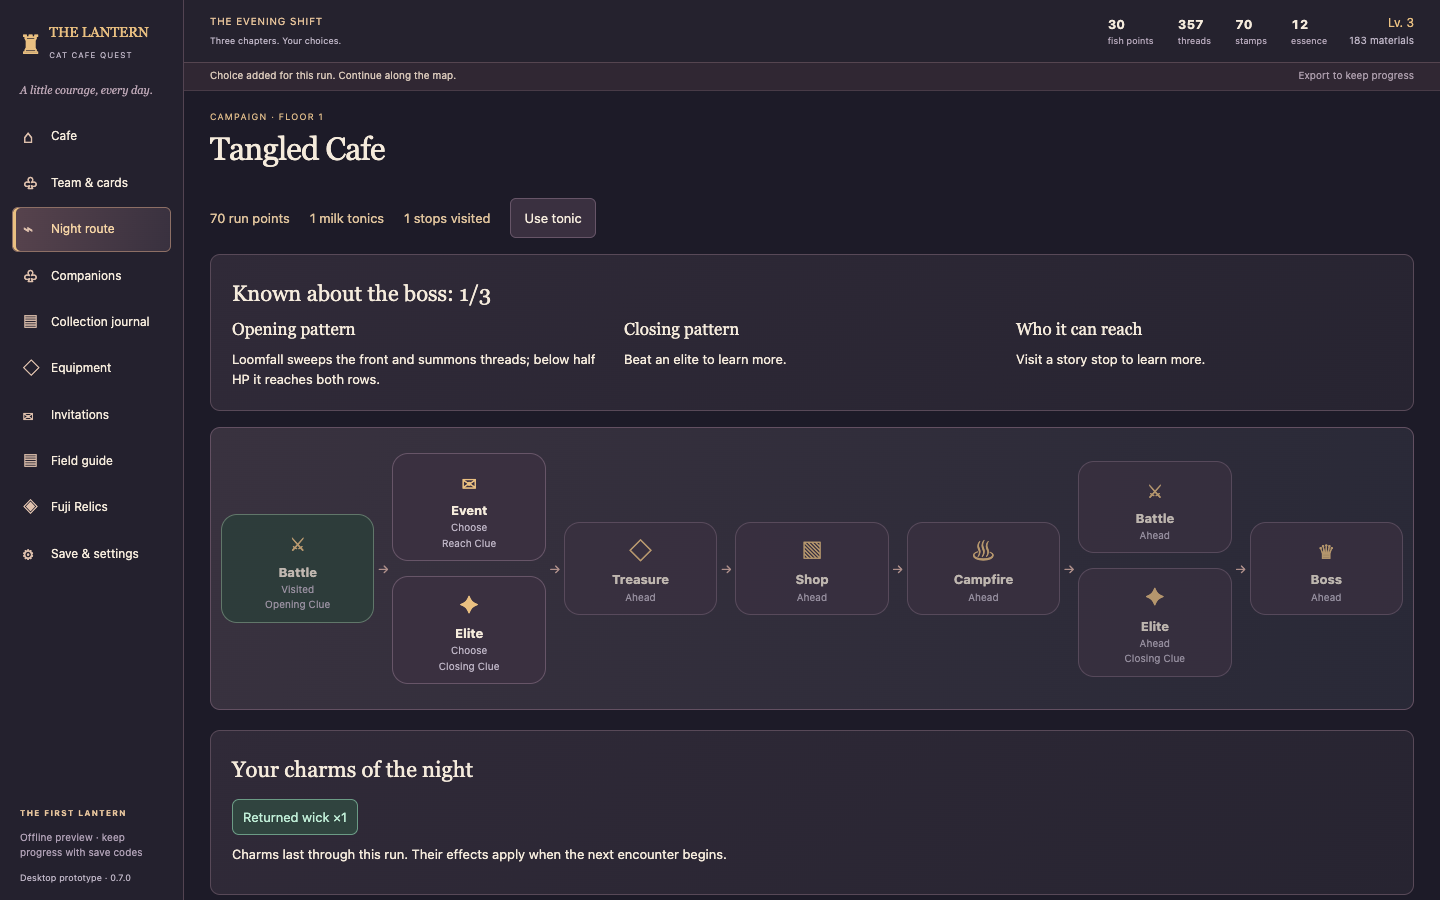 THE LANTERN
CAT CAFE QUEST
A little courage, every day.
Cafe
Team & cards
Night route
Companions
Collection journal
Equipment
Invitations
Field guide
Fuji Relics
Save & settings
THE FIRST LANTERN
Offline preview · keep
progress with save codes
Desktop prototype · 0.7.0
THE EVENING SHIFT
Three chapters. Your choices.
30
fish points
357
threads
70
stamps
12
essence
Lv. 3
183 materials
Choice added for this run. Continue along the map.
Export to keep progress
CAMPAIGN · FLOOR 1
Tangled Cafe
70 run points
1 milk tonics
1 stops visited
Use tonic
Known about the boss: 1/3
Opening pattern
Loomfall sweeps the front and summons threads; below half
HP it reaches both rows.
Closing pattern
Beat an elite to learn more.
Who it can reach
Visit a story stop to learn more.
Battle
Visited
Opening Clue
→
Event
Choose
Reach Clue
Elite
Choose
Closing Clue
→
Treasure
Ahead
→
Shop
Ahead
→
Campfire
Ahead
→
Battle
Ahead
Elite
Ahead
Closing Clue
→
Boss
Ahead
Your charms of the night
Returned wick ×1
Charms last through this run. Their effects apply when the next encounter begins.